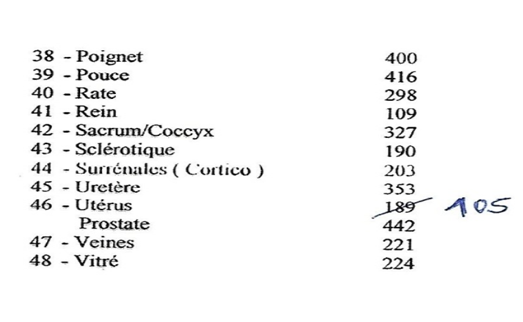 38 - Poignet 400
39 - Pouce 416
40 - Rate 298
41 - Rein 109
42 - Sacrum/Coccyx 327
43 - Sclérotique 190
44 - Surrénales ( Cortico ) 203
45 - Uretère 353
46 - Utérus 189 105
Prostate 442
47 - Veines 221
48 - Vitré 224